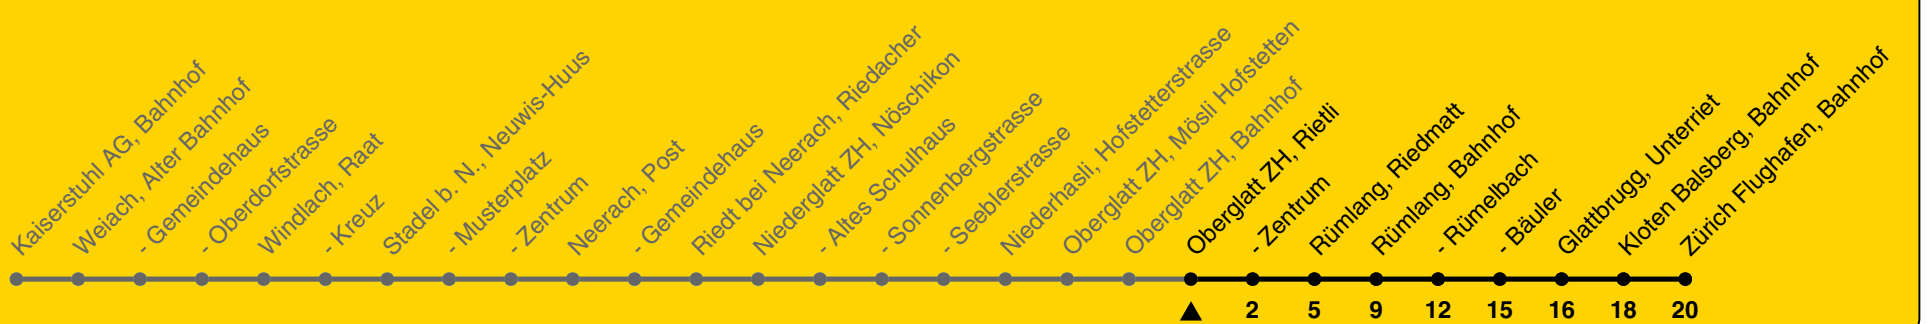 Kaiserstuhl AG, Bahnhof
Weiach, Alter Bahnhof
- Gemeindehaus
- Oberdorfstrasse
Windlach, Raat
- Kreuz
Stadel b. N., Neuwis-Huus
- Musterplatz
- Zentrum
Neerach, Post
- Gemeindehaus
Riedt bei Neerach, Riedacher
Niederglatt ZH, Nöschikon
- Altes Schulhaus
- Sonnenbergstrasse
- Seeblerstrasse
Niederhasli, Hofstetterstrasse
Oberglatt ZH, Mösli Hofstetten
Oberglatt ZH, Bahnhof
Oberglatt ZH, Rietli
- Zentrum
Rümlang, Riedmatt
Rümlang, Bahnhof
- Rümelbach
- Bäuler
Glattbrugg, Unterriet
Kloten Balsberg, Bahnhof
Zürich Flughafen, Bahnhof
2 5 9 12 15 16 18 20